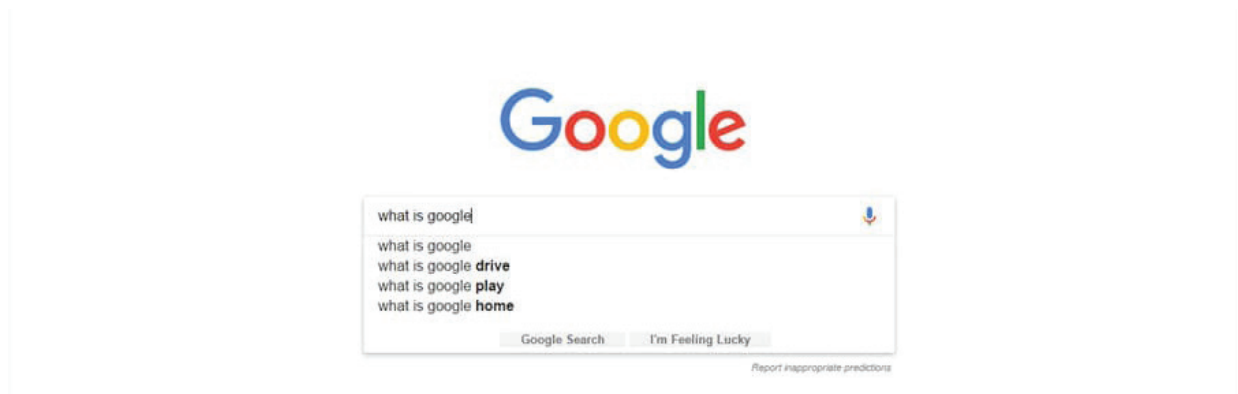 Google
what is google
what is google
what is google drive
what is google play
what is google home
Google Search I'm Feeling Lucky
Report inappropriate predictions